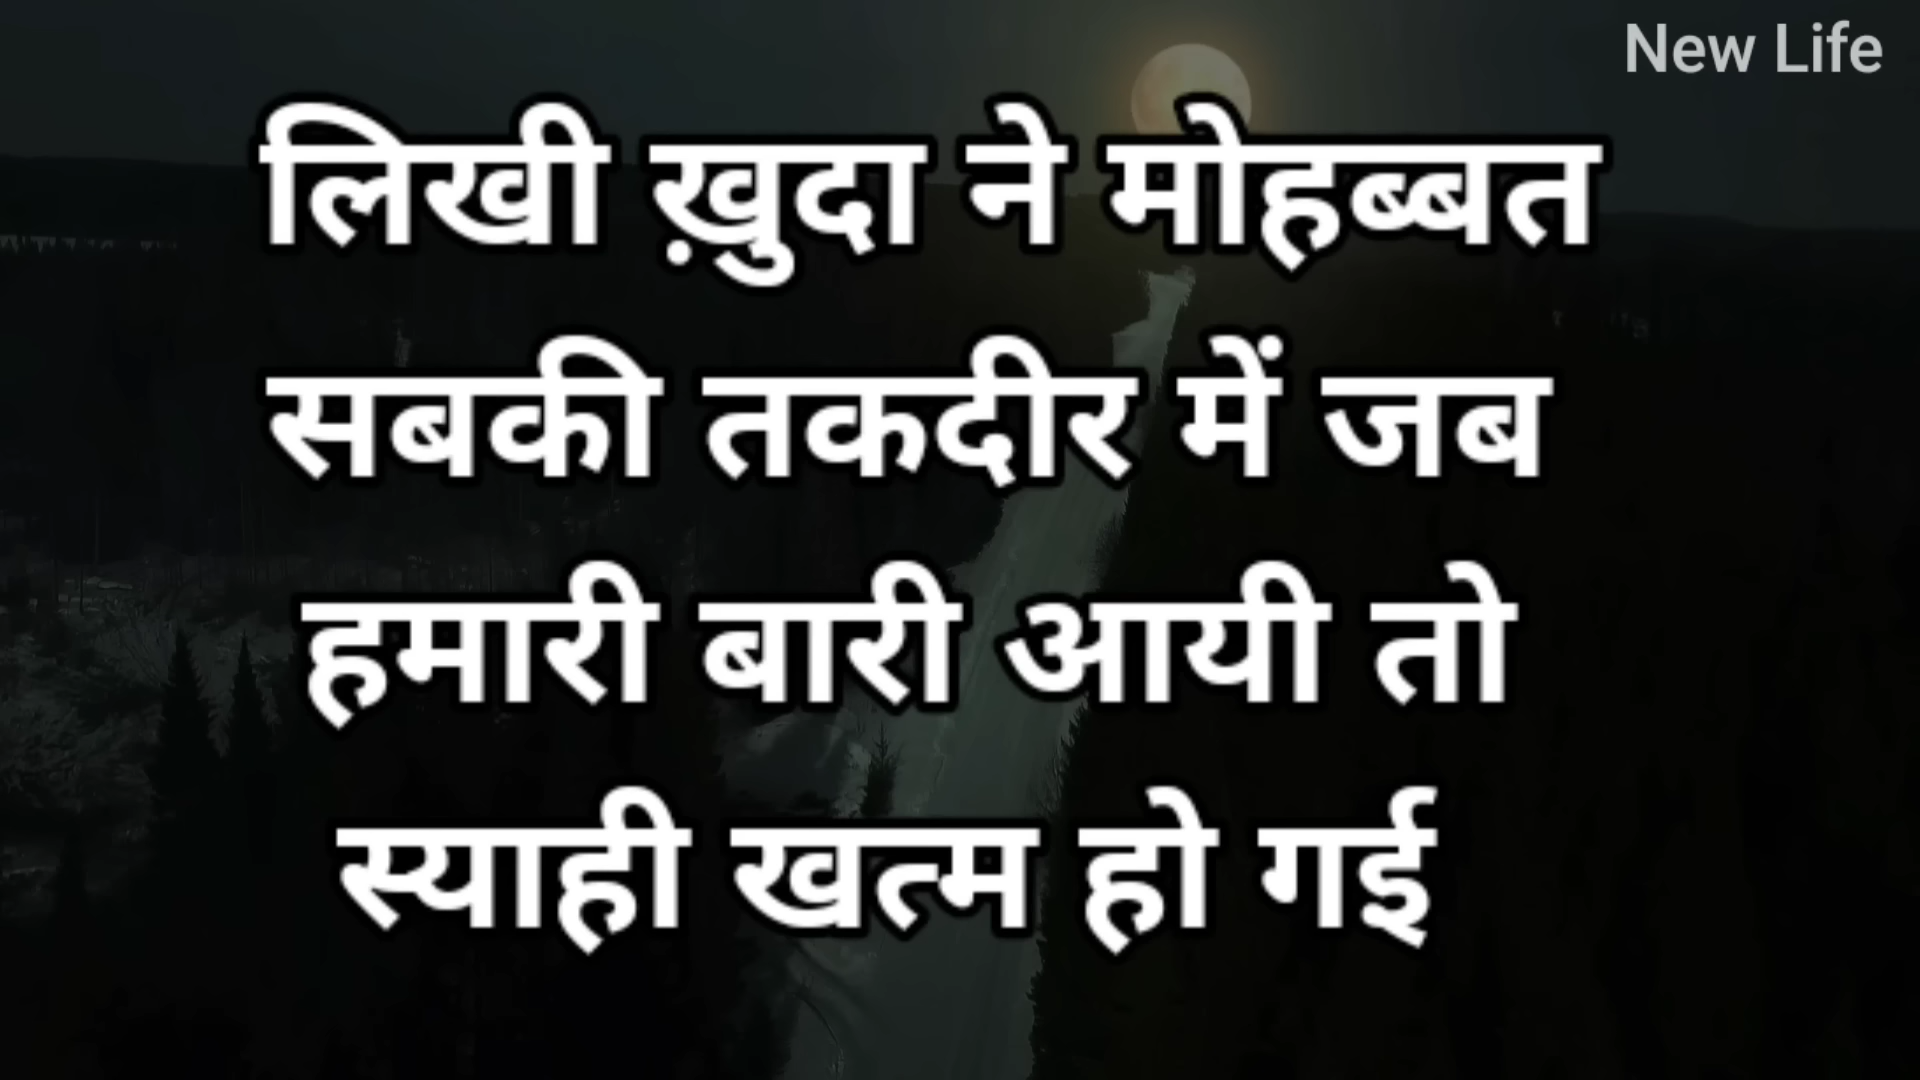 New Life
लिखी ख़ुदा ने मोहब्बत
सबकी तकदीर में जब
हमारी बारी आयी तो
स्याही खत्म हो गई